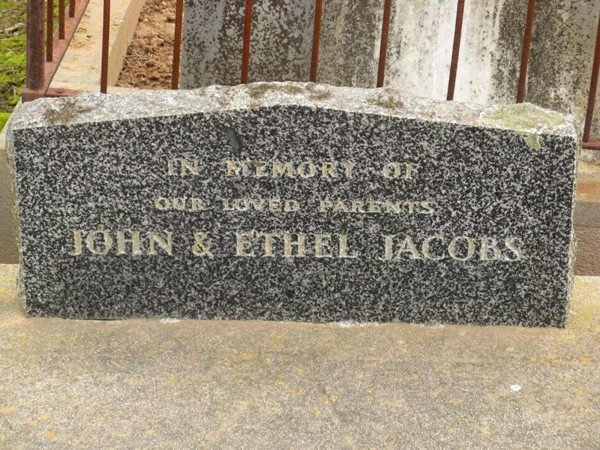 IN MEMORY OF
OUR LOVED PARENTS
JOHN & ETHEL JACOBS